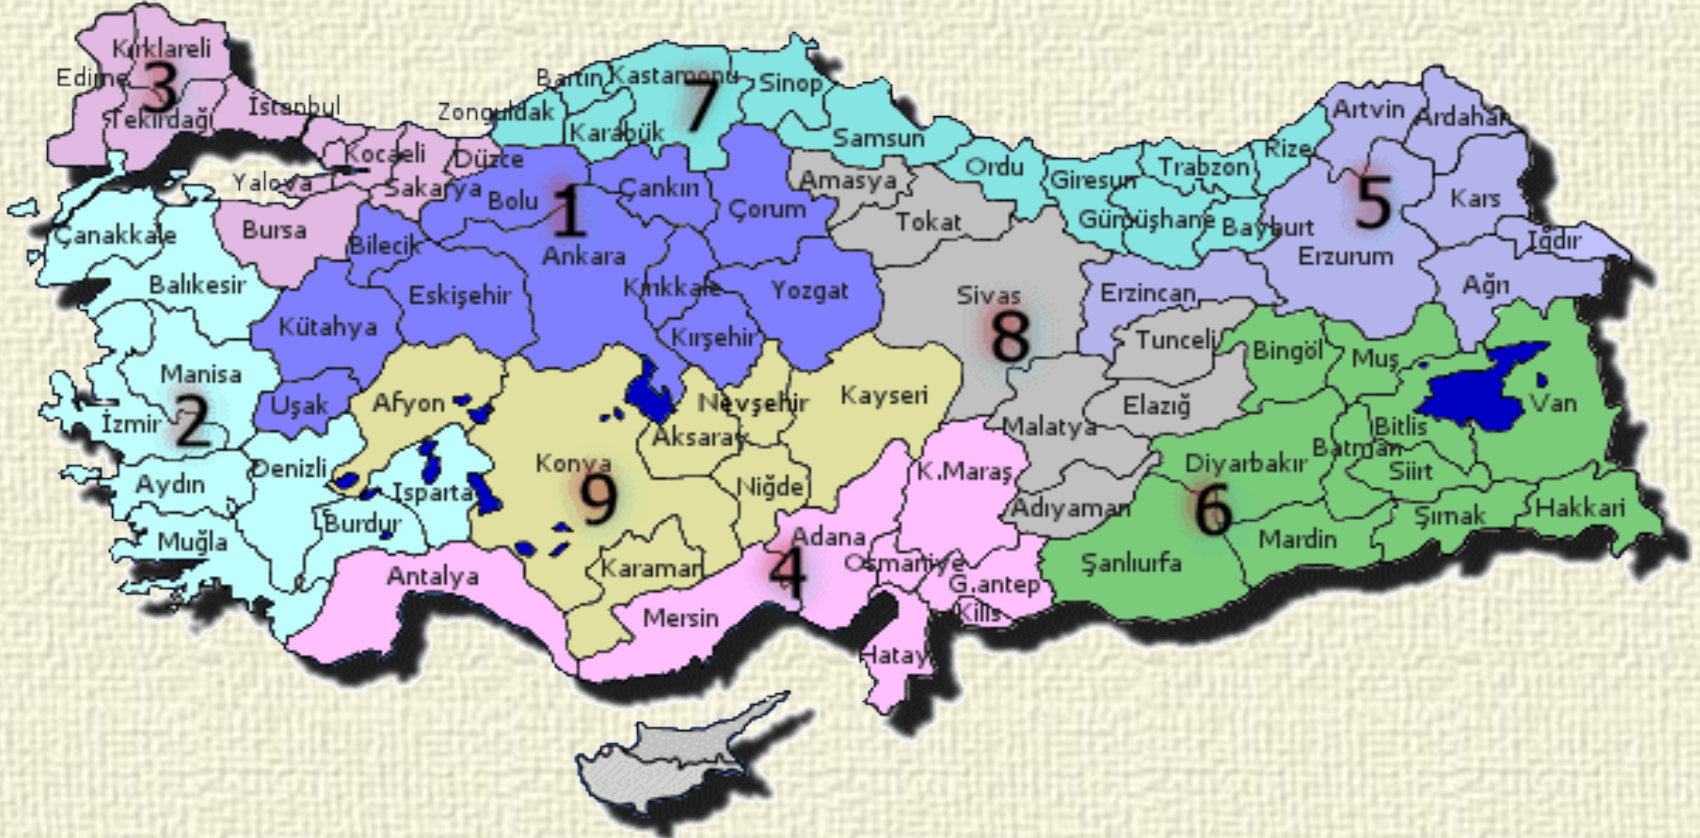 Kırklareli
3
Edirne
Tekirdağı
İstanbul
Yalova
Kocaeli
Sakarya
Düzce
Bursa
Zonguldak
Bartın
Kastamonu
7
Karabük
Sinop
Samsun
Ordu
Giresun
Trabzon
Rize
Gümüşhane
Bayburt
Bolu
1
Çankırı
Çorum
Bilecik
Ankara
Eskişehir
Kırıkkale
Yozgat
Kütahya
Kırşehir
Uşak
Amasya
Tokat
Sivas
8
Tunceli
Elazığ
Malatya
Adıyaman
Artvin
Ardahan
5
Kars
Iğdır
Erzurum
Erzincan
Ağrı
Çanakkale
Balıkesir
Manisa
2
İzmir
Aydın
Denizli
Isparta
Burdur
Muğla
Afyon
Nevşehir
Kayseri
Aksaray
Konya
9
Niğde
Karaman
K.Maraş
Adana
4
Osmaniye
G.antep
Kilis
Antalya
Mersin
Hatay
Bingöl
Muş
Van
Bitlis
Batman
Diyarbakır
Siirt
6
Şırnak
Hakkari
Mardin
Şanlıurfa